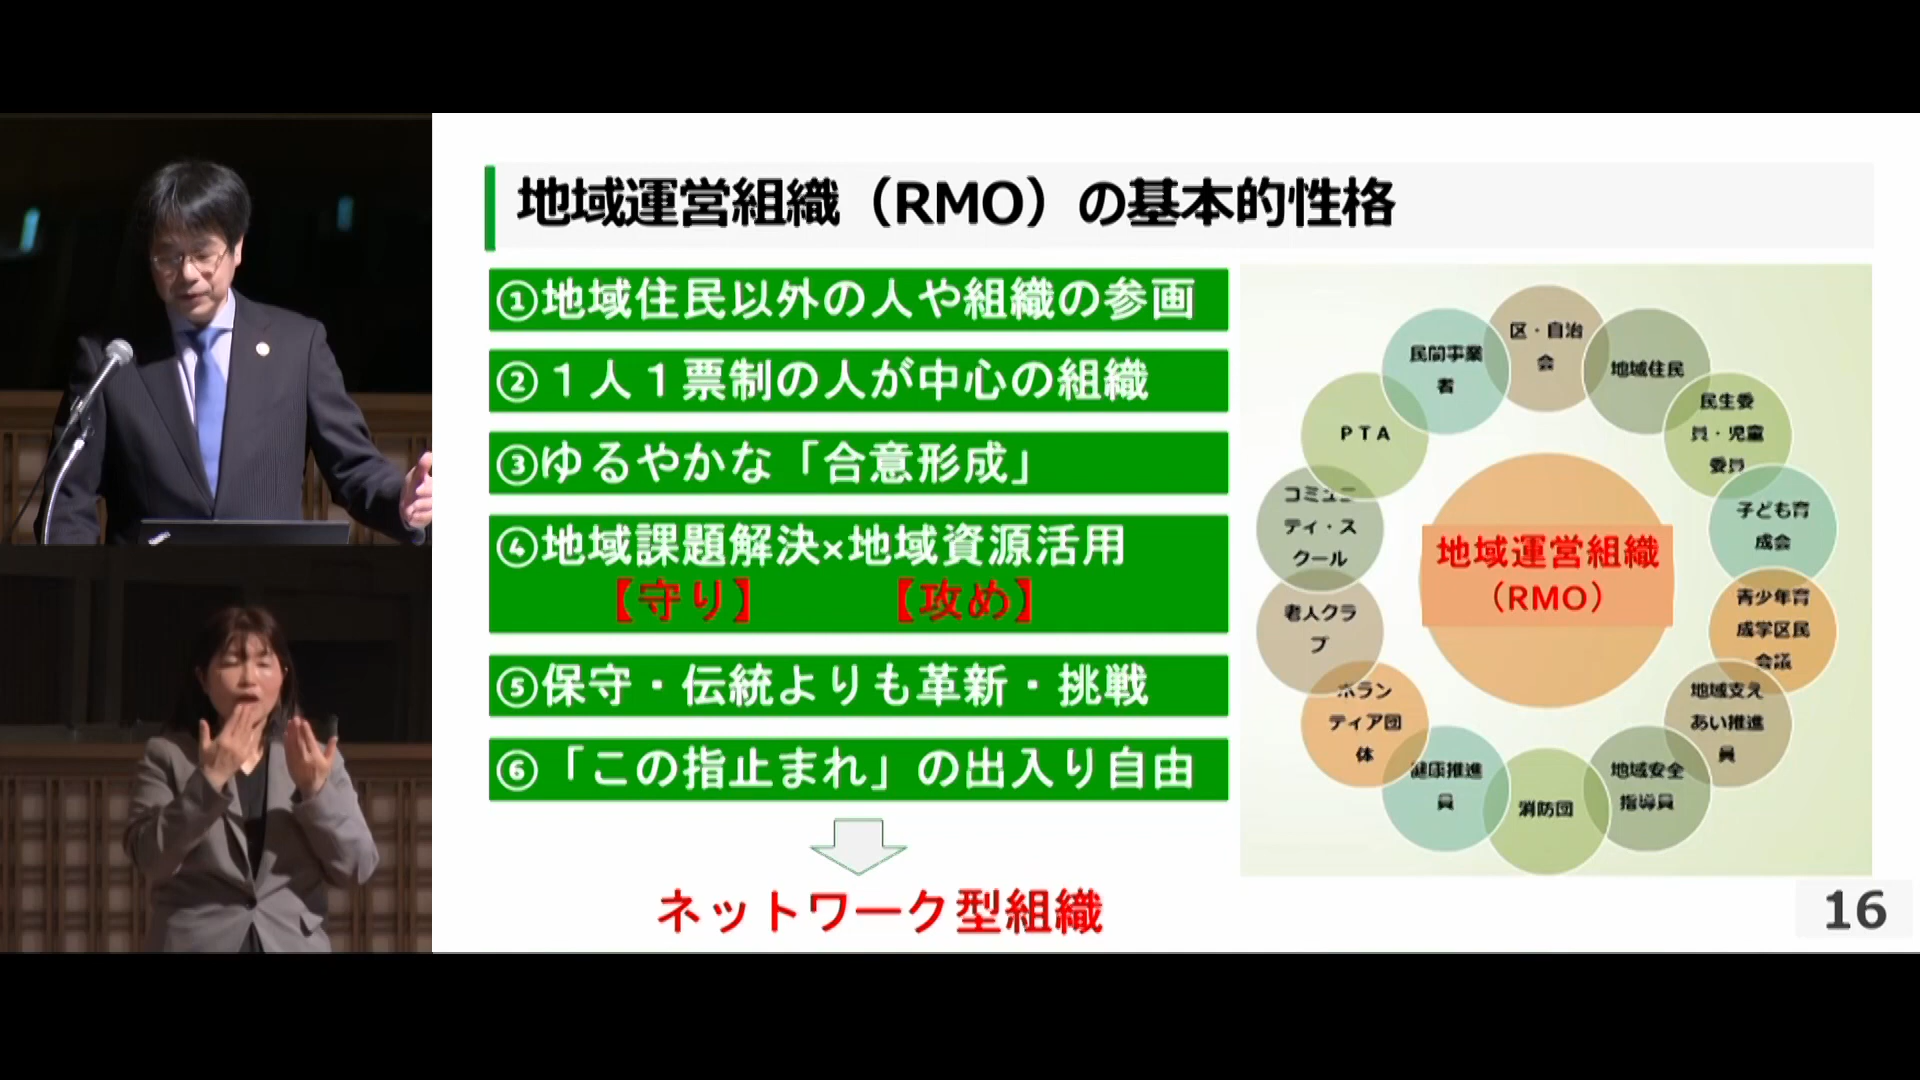 地域運営組織（RMO）の基本的性格
①地域住民以外の人や組織の参画
②１人１票制の人が中心の組織
③ゆるやかな「合意形成」
④地域課題解決×地域資源活用
【守り】　【攻め】
⑤保守・伝統よりも革新・挑戦
⑥「この指止まれ」の出入り自由
ネットワーク型組織
区・自治
会
地域住民
民生委
員・児童
委員
子ども育
成会
青少年育
成学区民
会議
地域支え
あい推進
員
地域安全
指導員
消防団
健康推進
員
ボラン
ティア団
体
老人クラ
ブ
コミュニ
ティ・ス
クール
ＰＴＡ
民間事業
者
地域運営組織
（RMO）
16